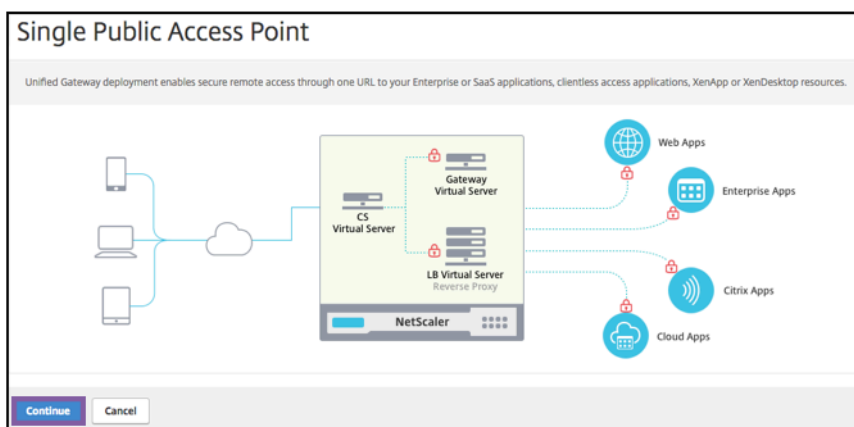 Single Public Access Point
Unified Gateway deployment enables secure remote access through one URL to your Enterprise or SaaS applications, clientless access applications, XenApp or XenDesktop resources.
Web Apps
Gateway
Virtual Server
Enterprise Apps
CS
Virtual Server
LB Virtual Server
Reverse Proxy
Citrix Apps
NetScaler
Cloud Apps
Continue
Cancel